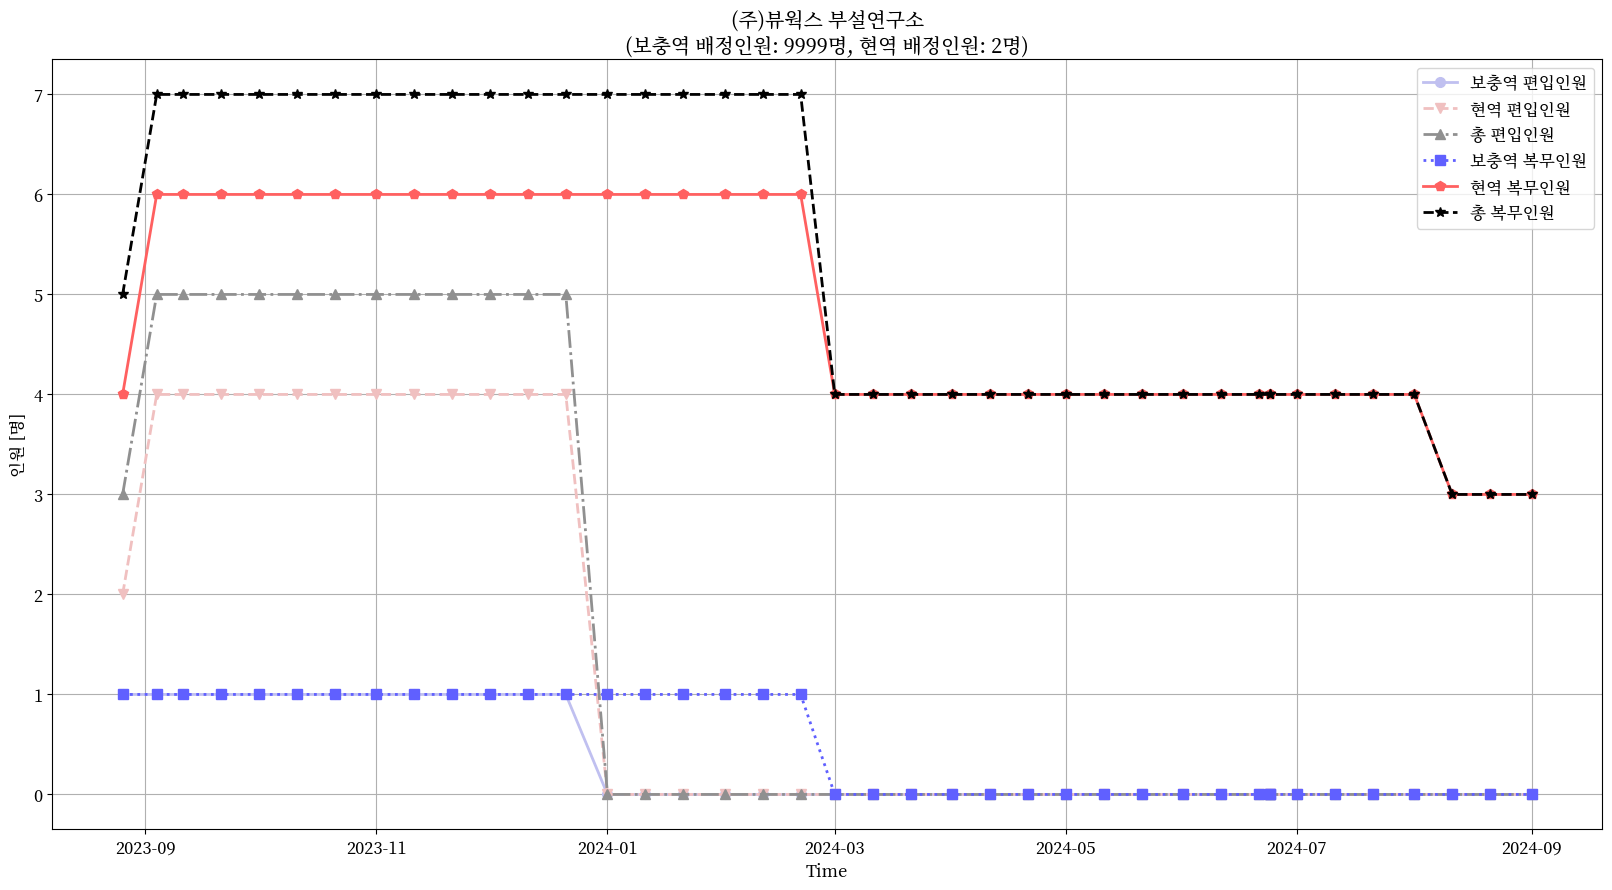 (주)뷰웍스 부설연구소
(보충역 배정인원: 9999명, 현역 배정인원: 2명)
보충역 편입인원
현역 편입인원
총 편입인원
보충역 복무인원
현역 복무인원
총 복무인원
인원 [명]
7
6
5
4
3
2
1
0
2023-09
2023-11
2024-01
2024-03
2024-05
2024-07
2024-09
Time